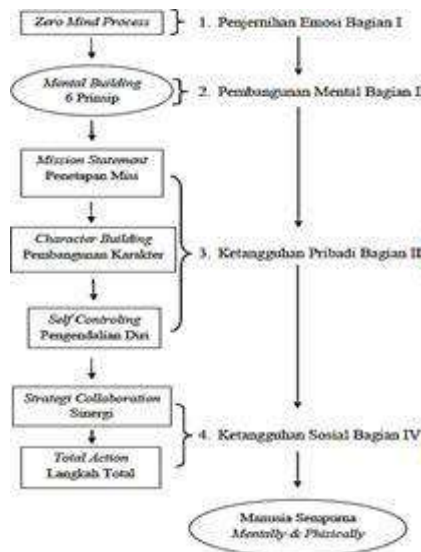 Zero Mind Process
1. Penjernihan Emosi Bagian I
Mental Building
6 Prinsip
2. Pembangunan Mental Bagian I
Mission Statement
Penetapan Misi
Character Building
Pembangunan Karakter
3. Ketangguhan Pribadi Bagian III
Self Controling
Pengendalian Diri
Strategi Collaboration
Sinergi
4. Ketangguhan Sosial Bagian IV
Total Action
Langkah Total
Manusia Sempurna
Mentally & Phisically